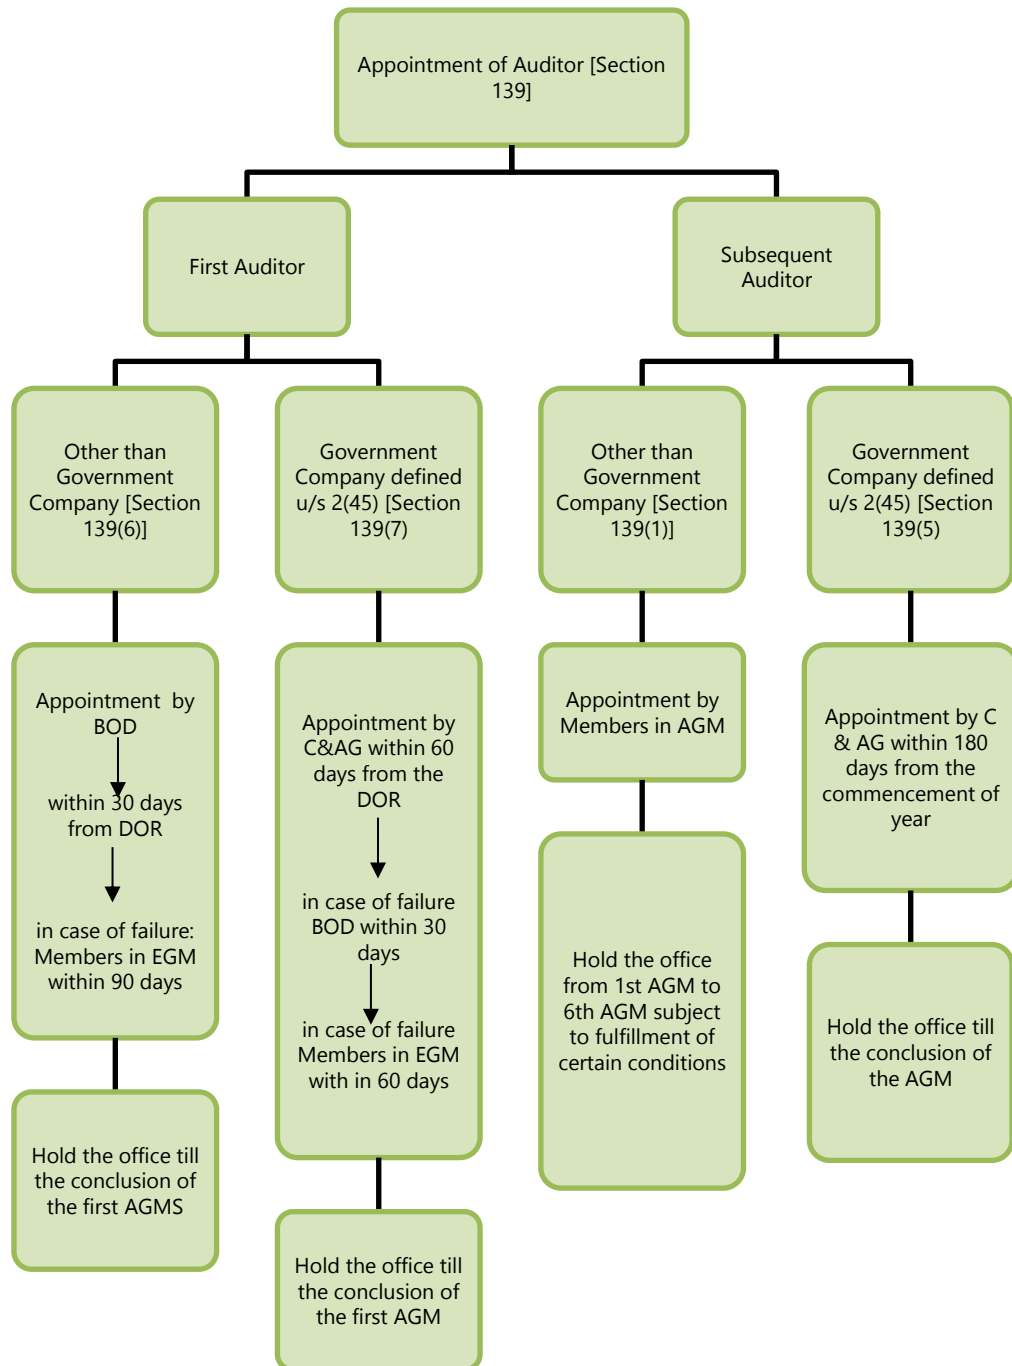 Appointment of Auditor [Section
139]
First Auditor
Subsequent
Auditor
Other than
Government
Company [Section
139(6)]
Government
Company defined
u/s 2(45) [Section
139(7)
Other than
Government
Company [Section
139(1)]
Government
Company defined
u/s 2(45) [Section
139(5)
Appointment by
BOD
within 30 days
from DOR
in case of failure:
Members in EGM
within 90 days
Appointment by
C&AG within 60
days from the
DOR
in case of failure
BOD within 30
days
in case of failure
Members in EGM
with in 60 days
Appointment by
Members in AGM
Appointment by C
& AG within 180
days from the
commencement of
year
Hold the office till
the conclusion of
the first AGMS
Hold the office till
the conclusion of
the first AGM
Hold the office
from 1st AGM to
6th AGM subject
to fulfillment of
certain conditions
Hold the office till
the conclusion of
the AGM